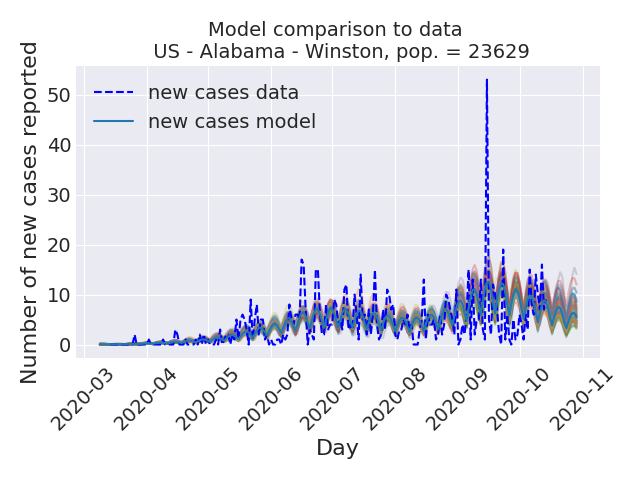 Model comparison to data
US - Alabama - Winston, pop. = 23629
Number of new cases reported
new cases data
new cases model
50
40
30
20
10
0
2020-03
2020-04
2020-05
2020-06
2020-07
2020-08
2020-09
2020-10
2020-11
Day